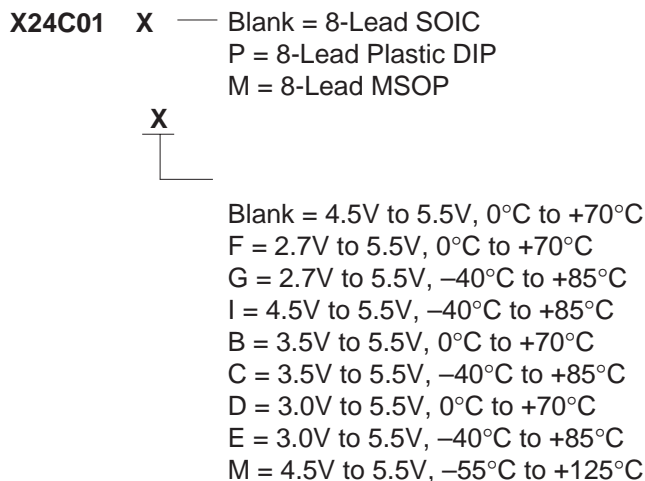 X24C01 X Blank = 8-Lead SOIC
P = 8-Lead Plastic DIP
M = 8-Lead MSOP
X
Blank = 4.5V to 5.5V, 0°C to +70°C
F = 2.7V to 5.5V, 0°C to +70°C
G = 2.7V to 5.5V, –40°C to +85°C
I = 4.5V to 5.5V, –40°C to +85°C
B = 3.5V to 5.5V, 0°C to +70°C
C = 3.5V to 5.5V, –40°C to +85°C
D = 3.0V to 5.5V, 0°C to +70°C
E = 3.0V to 5.5V, –40°C to +85°C
M = 4.5V to 5.5V, –55°C to +125°C